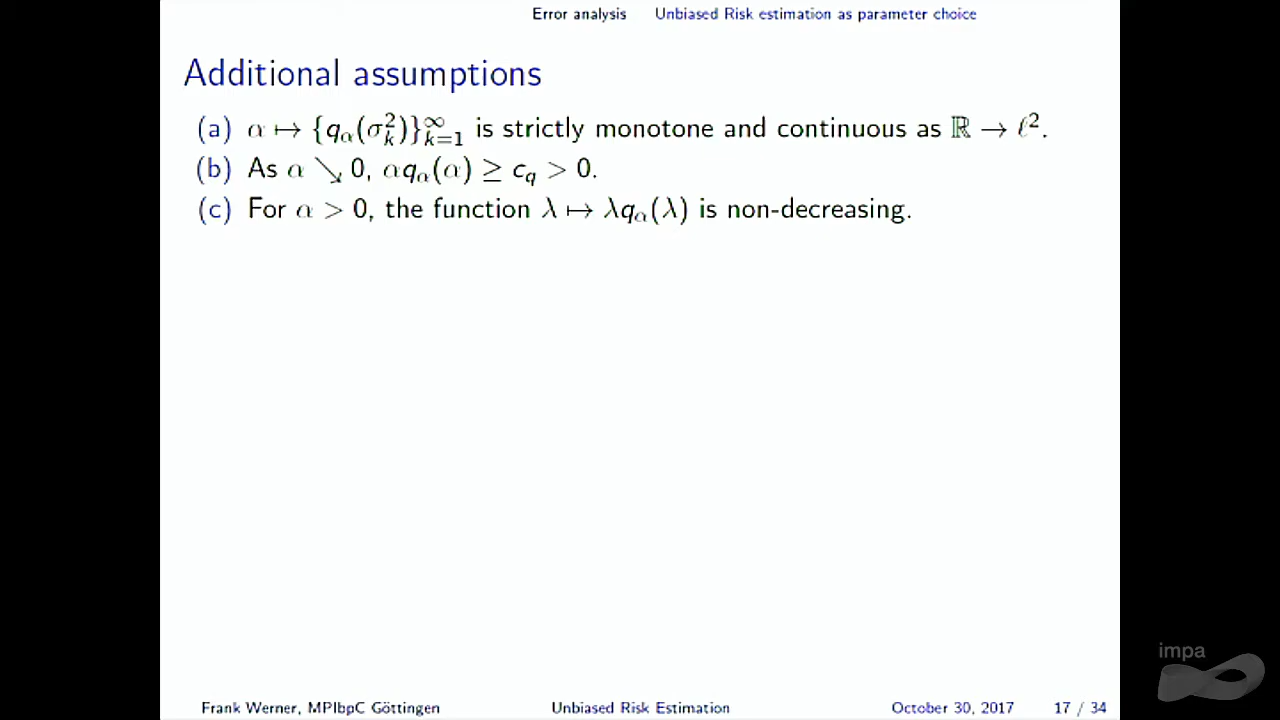 Error analysis Unbiased Risk estimation as parameter choice
Additional assumptions
(a) α ↦ {q_α(σ_k^2)}_{k=1}^∞ is strictly monotone and continuous as ℝ → ℓ^2.
(b) As α ↘ 0, αq_α(α) ≥ c_q > 0.
(c) For α > 0, the function λ ↦ λq_α(λ) is non-decreasing.
impa
Frank Werner, MPIbpC Göttingen Unbiased Risk Estimation October 30, 2017 17 / 34